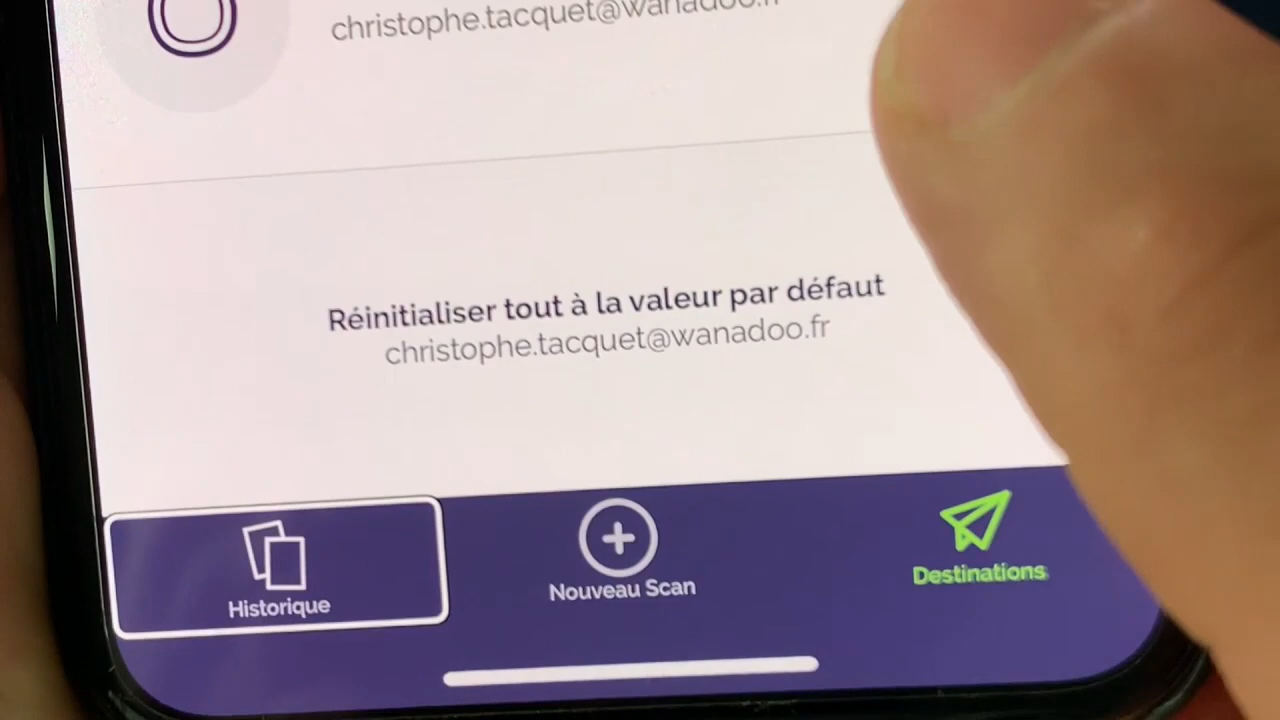 christophe.tacquet@wanadoo.fr
Réinitialiser tout à la valeur par défaut
christophe.tacquet@wanadoo.fr
Historique
Nouveau Scan
Destinations